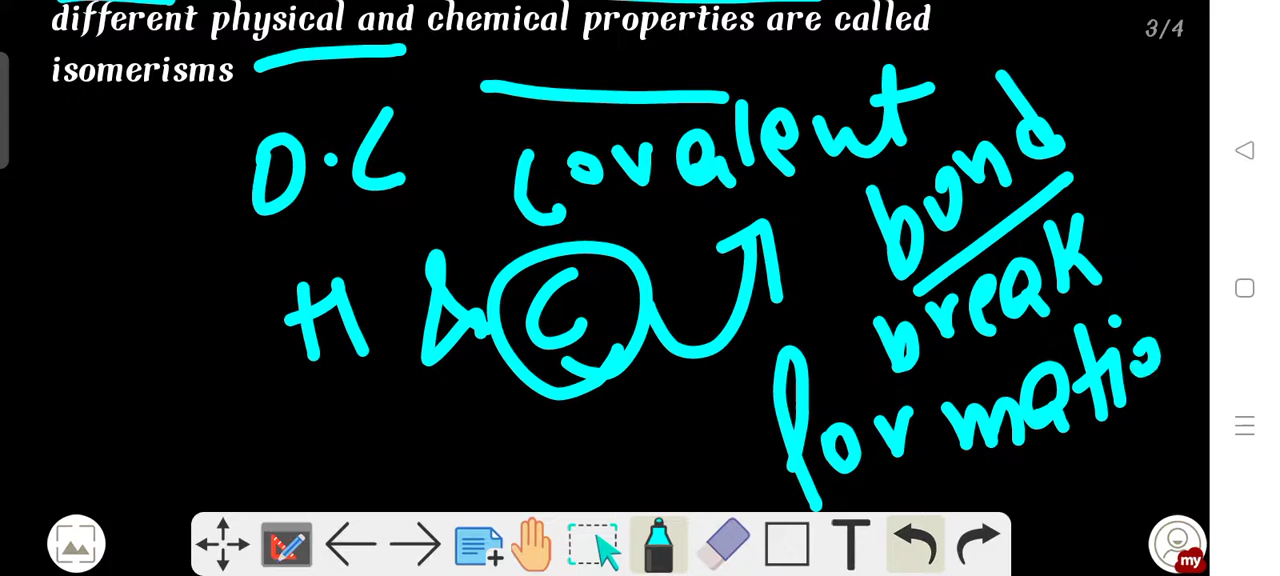 different physical and chemical properties are called
3/4
isomerisms
O.C
covalent
bond
break
formatio
H & C
T
my